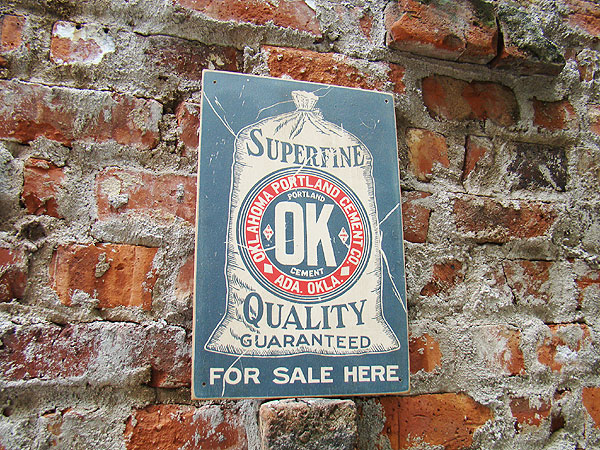 SUPERFINE
OKLAHOMA PORTLAND CEMENT CO
PORTLAND
OK
CEMENT
ADA. OKLA.
QUALITY
GUARANTEED
FOR SALE HERE